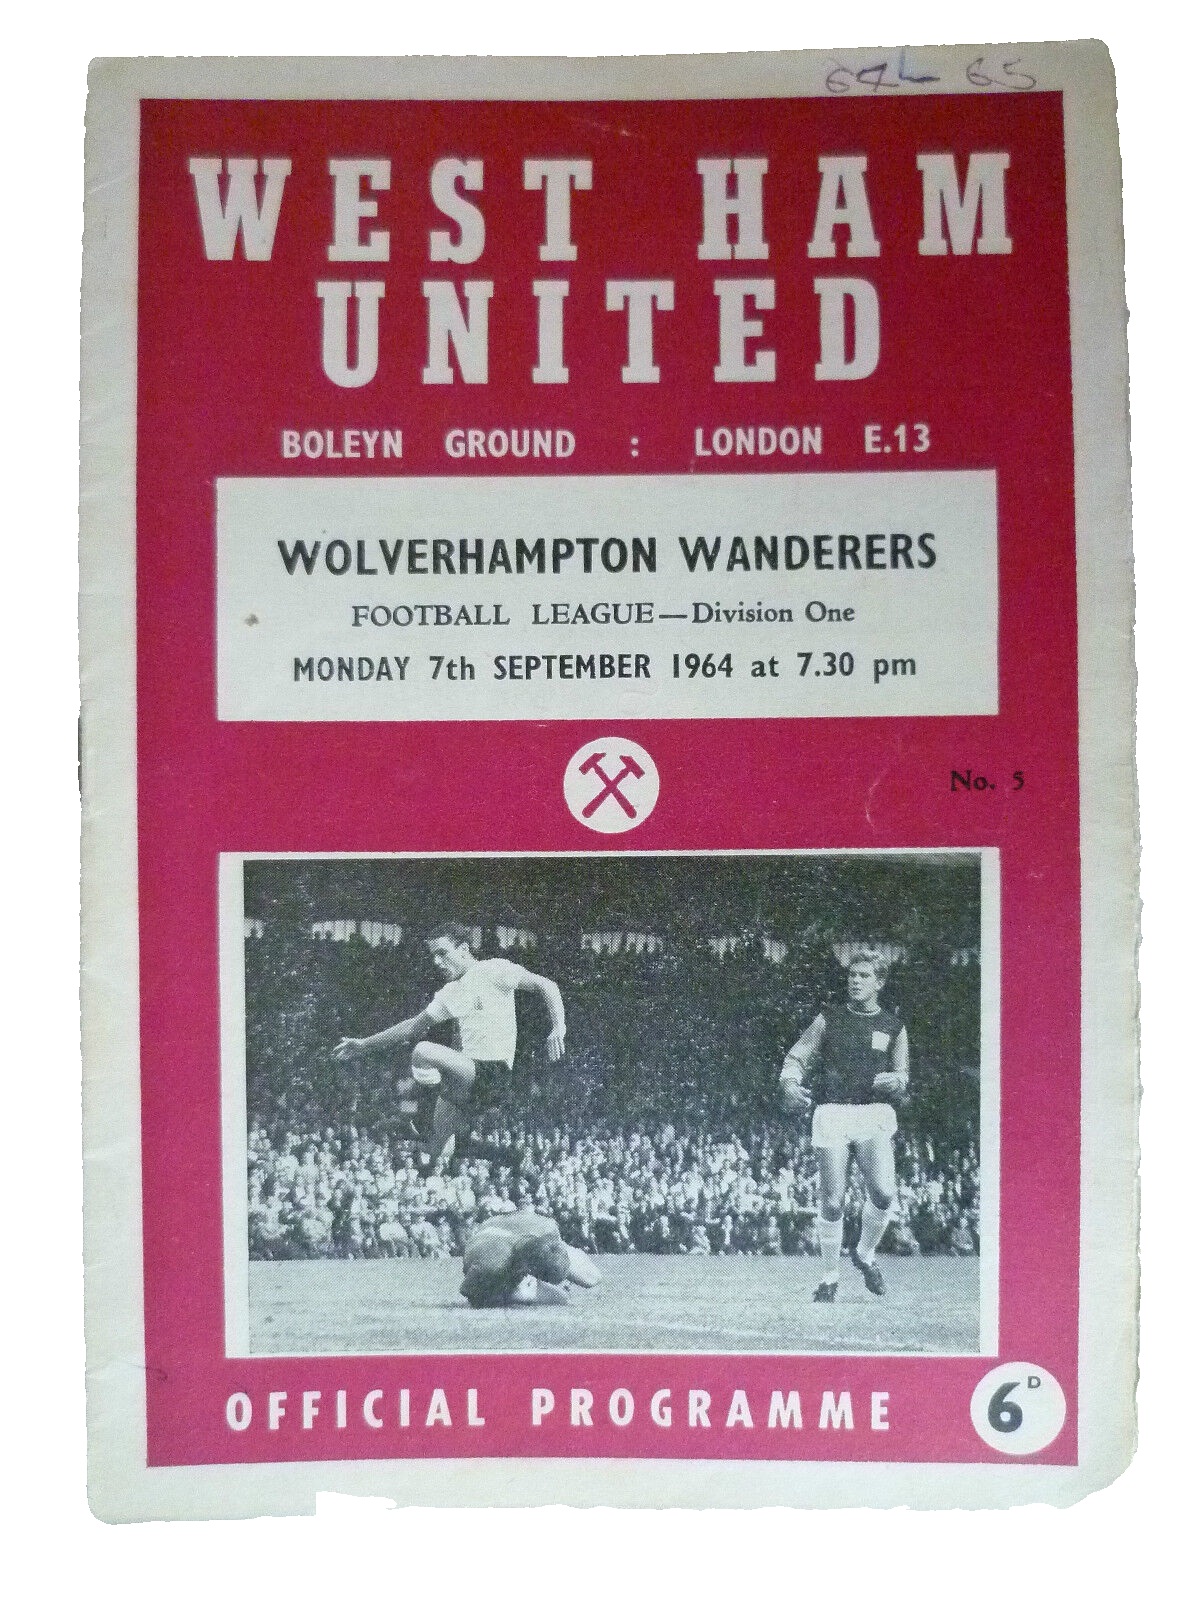 64 65
WEST HAM
UNITED
BOLEYN GROUND : LONDON E.13
WOLVERHAMPTON WANDERERS
FOOTBALL LEAGUE—Division One
MONDAY 7th SEPTEMBER 1964 at 7.30 pm
No. 5
OFFICIAL PROGRAMME
6D